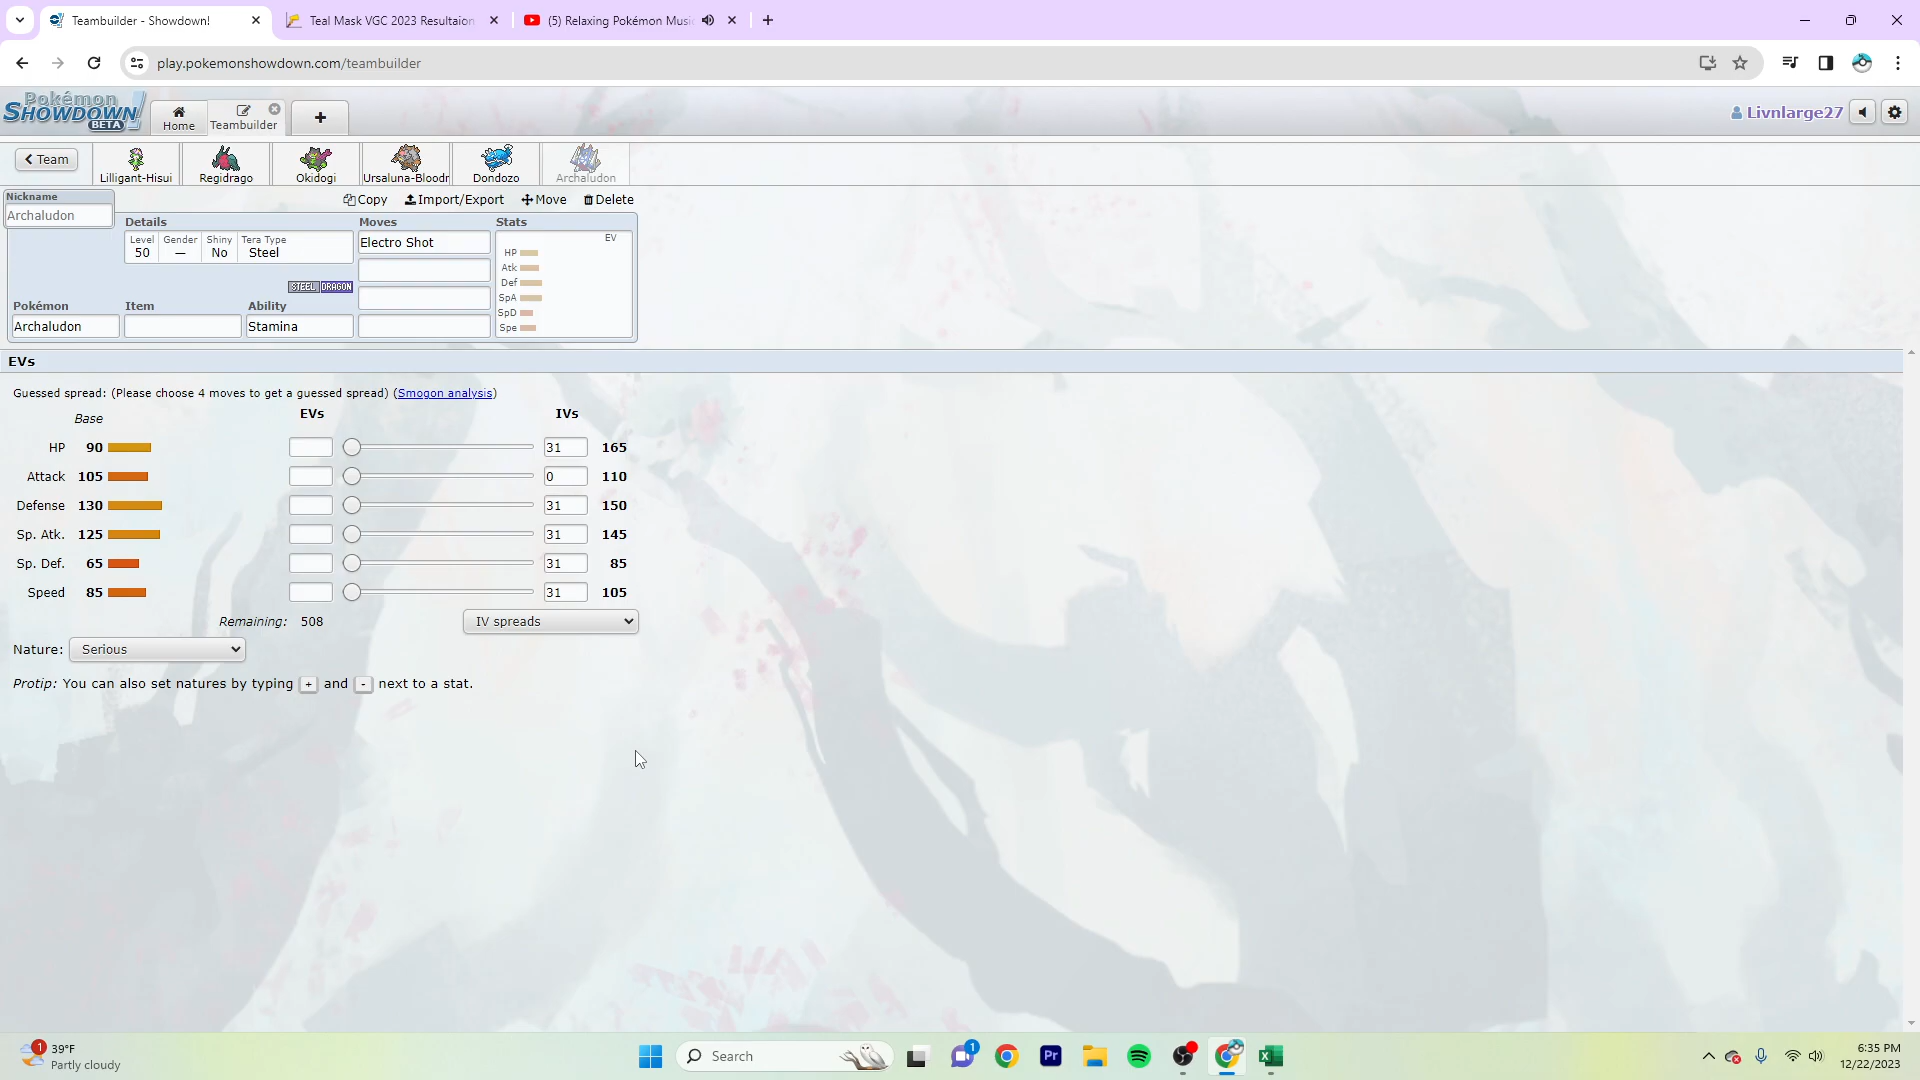 Teambuilder - Showdown!
Teal Mask VGC 2023 Resultaion
(5) Relaxing Pokémon Music
play.pokemonshowdown.com/teambuilder
Pokémon
SHOWDOWN!
BETA
Home
Teambuilder
+
Livnlarge27
< Team
Lilligant-Hisui
Regidrago
Okidogi
Ursaluna-Bloodr
Dondozo
Archaludon
Nickname
Archaludon
Copy
Import/Export
Move
Delete
Details
Moves
Stats
Level
50
Gender
—
Shiny
No
Tera Type
Steel
Electro Shot
EV
HP
Atk
Def
SpA
SpD
Spe
STEEL DRAGON
Pokémon
Item
Ability
Archaludon
Stamina
EVs
Guessed spread: (Please choose 4 moves to get a guessed spread) (Smogon analysis)
Base
EVs
IVs
HP 90 31 165
Attack 105 0 110
Defense 130 31 150
Sp. Atk. 125 31 145
Sp. Def. 65 31 85
Speed 85 31 105
Remaining: 508
IV spreads
Nature: Serious
Protip: You can also set natures by typing + and - next to a stat.
1
39°F
Partly cloudy
Search
1
Pr
6:35 PM
12/22/2023